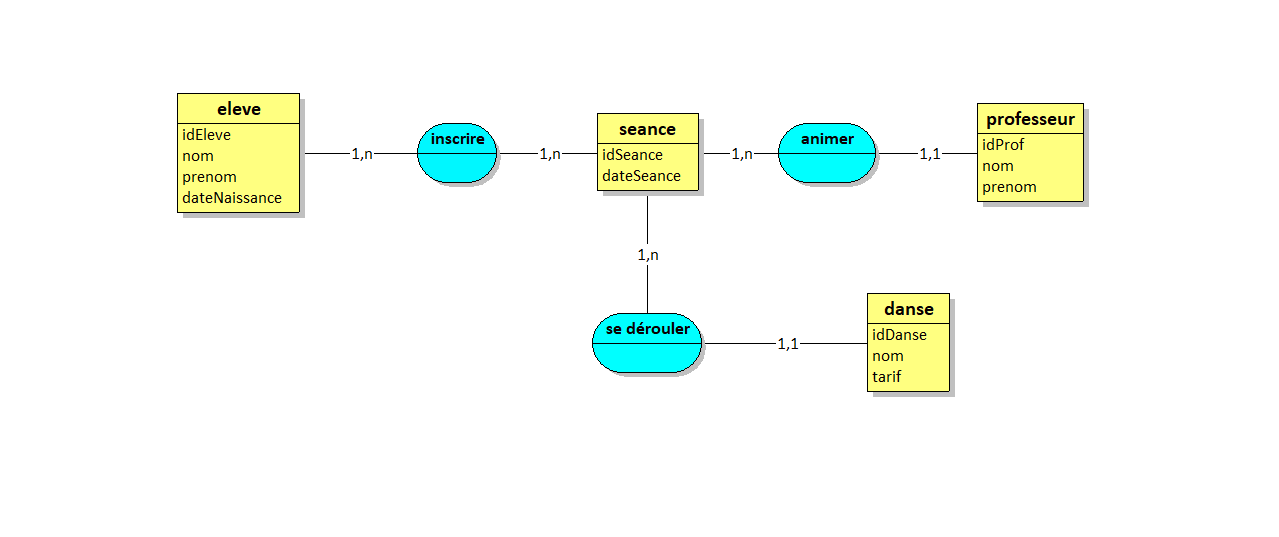 eleve
idEleve
nom
prenom
dateNaissance
1,n
inscrire
1,n
seance
idSeance
dateSeance
1,n
animer
1,1
professeur
idProf
nom
prenom
1,n
se dérouler
1,1
danse
idDanse
nom
tarif